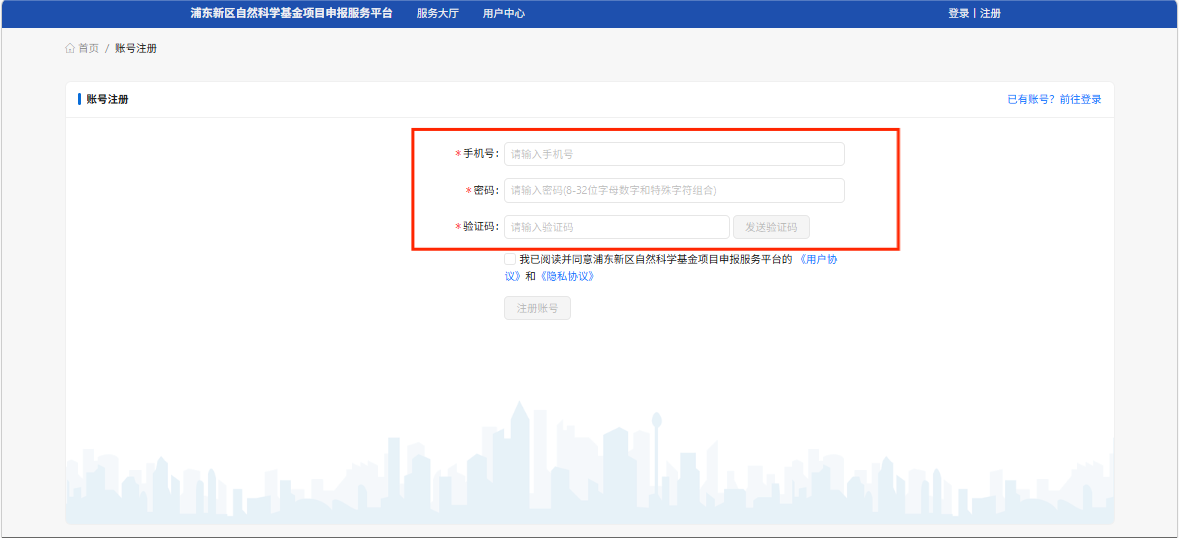 浦东新区自然科学基金项目申报服务平台 服务大厅 用户中心 登录 | 注册
首页 / 账号注册
账号注册 已有账号？前往登录
*手机号： 请输入手机号
*密码： 请输入密码(8-32位字母数字和特殊字符组合)
*验证码： 请输入验证码 发送验证码
我已阅读并同意浦东新区自然科学基金项目申报服务平台的 《用户协
议》和《隐私协议》
注册账号